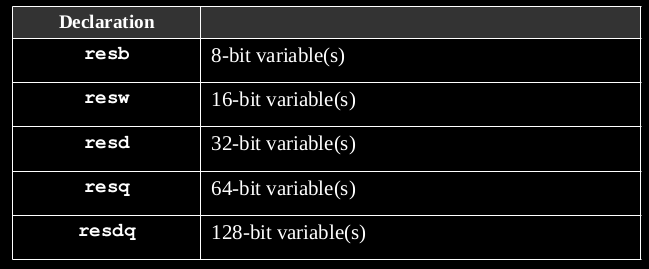 Declaration
resb 8-bit variable(s)
resw 16-bit variable(s)
resd 32-bit variable(s)
resq 64-bit variable(s)
resdq 128-bit variable(s)